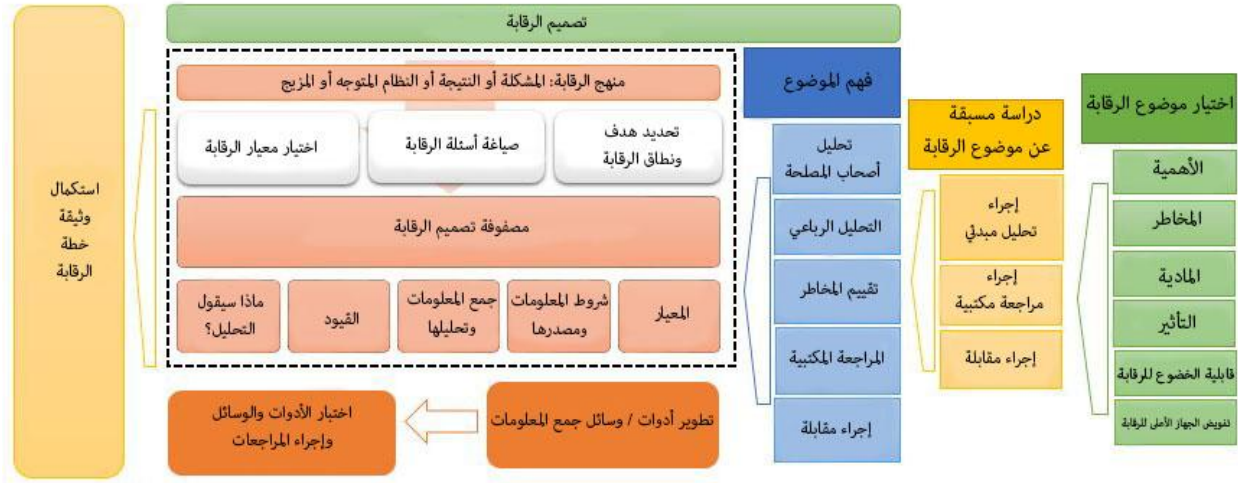 تصميم الرقابة
اختيار موضوع الرقابة
الأهمية
المخاطر
المادية
التأثير
قابلية الخضوع للرقابة
تفويض الجهاز الأعلى للرقابة
دراسة مسبقة
عن موضوع الرقابة
إجراء
تحليل مبدئي
إجراء
مراجعة مكتبية
إجراء مقابلة
فهم الموضوع
تحليل
أصحاب المصلحة
التحليل الرباعي
تقييم المخاطر
المراجعة المكتبية
إجراء مقابلة
منهج الرقابة: المشكلة أو النتيجة أو النظام المتوجه أو المزيج
تحديد هدف
ونطاق الرقابة
صياغة أسئلة الرقابة
اختيار معيار الرقابة
مصفوفة تصميم الرقابة
المعيار
شروط المعلومات
ومصدرها
جمع المعلومات
وتحليلها
القيود
ماذا سيقول
التحليل؟
تطوير أدوات / وسائل جمع المعلومات
اختبار الأدوات والوسائل
وإجراء المراجعات
استكمال
وثيقة
خطة
الرقابة